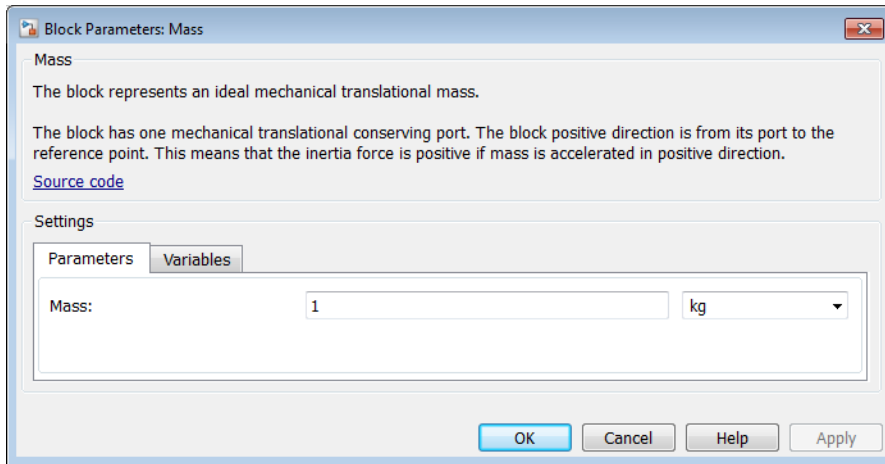 Block Parameters: Mass
Mass
The block represents an ideal mechanical translational mass.
The block has one mechanical translational conserving port. The block positive direction is from its port to the
reference point. This means that the inertia force is positive if mass is accelerated in positive direction.
Source code
Settings
Parameters Variables
Mass: 1 kg
OK Cancel Help Apply